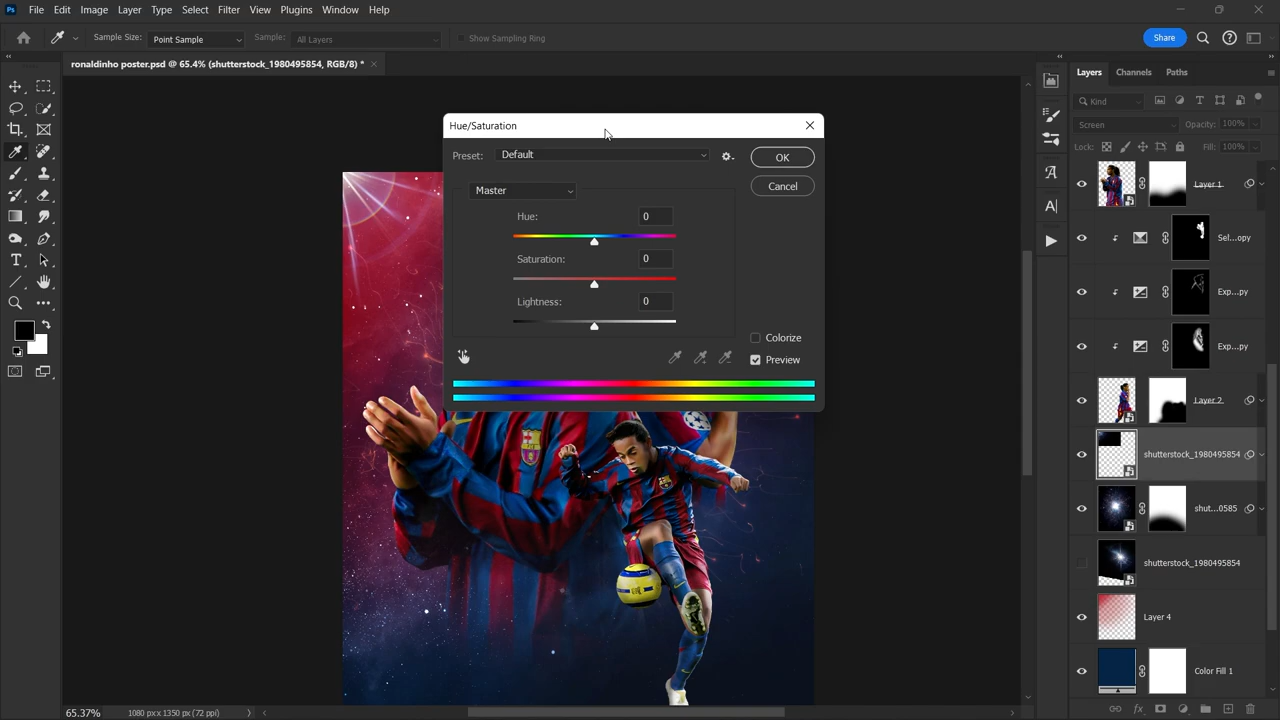 Ps File Edit Image Layer Type Select Filter View Plugins Window Help
Sample Size: Point Sample Sample: All Layers Show Sampling Ring Share
ronaldinho poster.psd @ 65.4% (shutterstock_1980495854, RGB/8) *
Layers Channels Paths
Kind
Screen Opacity: 100%
Lock: Fill: 100%
Hue/Saturation
Preset: Default OK
Master Cancel
Hue: 0
Saturation: 0
Lightness: 0
Colorize
Preview
Layer 1
Sel...opy
Exp...py
Exp...py
Layer 2
shutterstock_1980495854
shut...0585
shutterstock_1980495854
Layer 4
Color Fill 1
65.37% 1080 px x 1350 px (72 ppi)